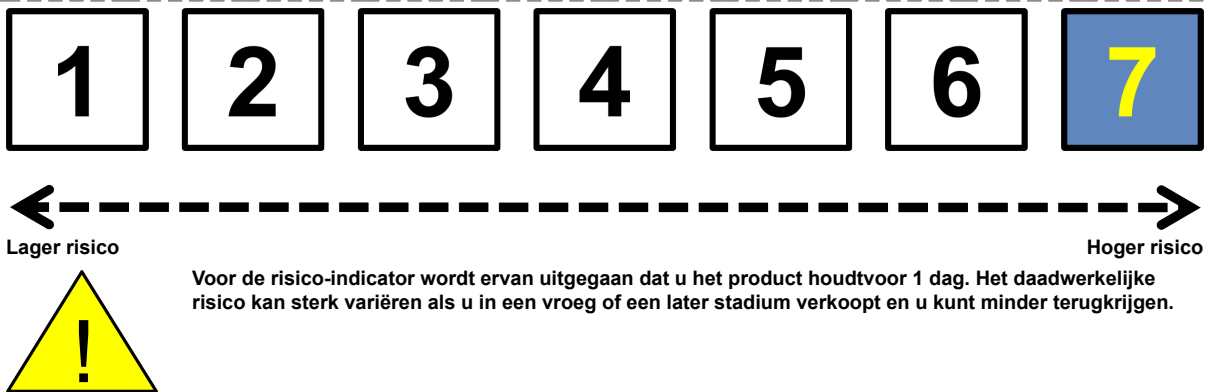 1 2 3 4 5 6 7
Lager risico Hoger risico
Voor de risico-indicator wordt ervan uitgegaan dat u het product houdtvoor 1 dag. Het daadwerkelijke
risico kan sterk variëren als u in een vroeg of een later stadium verkoopt en u kunt minder terugkrijgen.
!